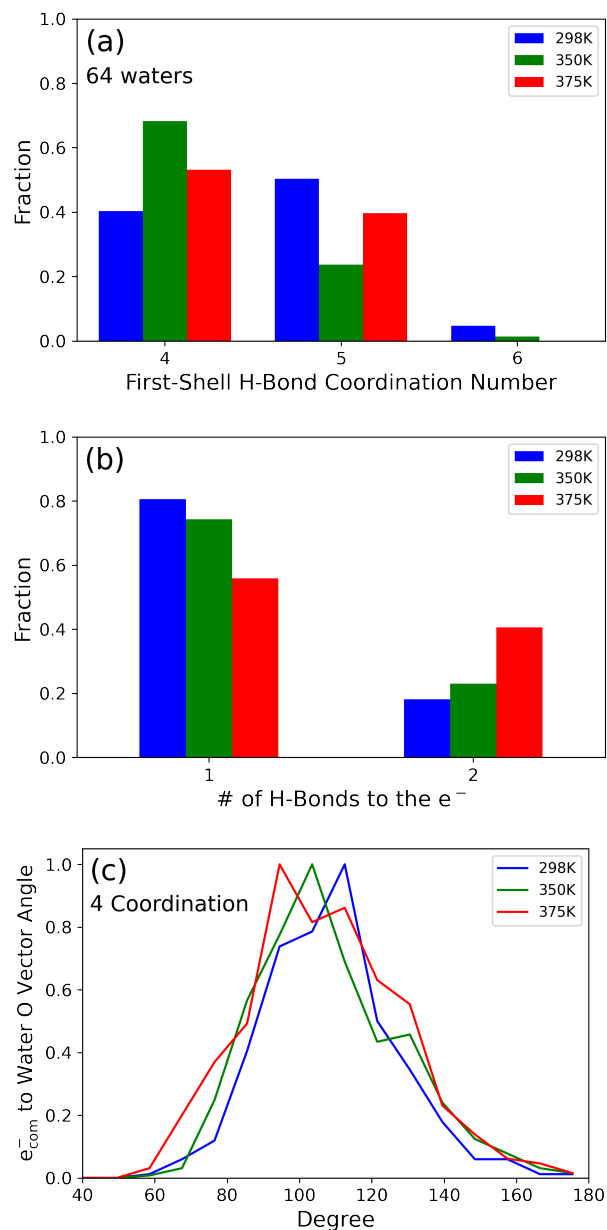 (a)
64 waters
298K
350K
375K
Fraction
1.0
0.8
0.6
0.4
0.2
0.0
4 5 6
First-Shell H-Bond Coordination Number
(b)
298K
350K
375K
Fraction
1.0
0.8
0.6
0.4
0.2
0.0
1 2
# of H-Bonds to the e⁻
(c)
4 Coordination
298K
350K
375K
e⁻com to Water O Vector Angle
1.0
0.8
0.6
0.4
0.2
0.0
40 60 80 100 120 140 160 180
Degree